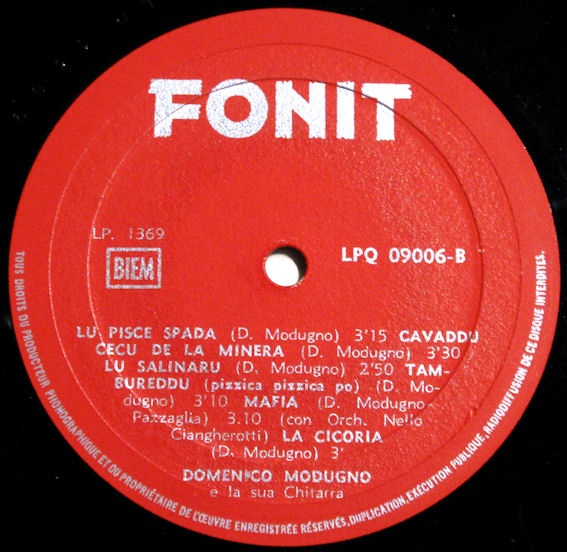 FONIT
LP. 1369
BIEM
LPQ 09006-B
LU PISCE SPADA (D. Modugno) 3'15 CAVADDU
CECU DE LA MINERA (D. Modugno) 3'30
LU SALINARU (D. Modugno) 2'50 TAM-
BUREDDU (pizzica pizzica po) (D. Mo-
dugno) 3'10 MAFIA (D. Modugno -
Pazzaglia) 3.10 (con Orch. Nello
Ciangherotti) LA CICORIA
(D. Modugno) 3'
DOMENICO MODUGNO
e la sua Chitarra
TOUS DROITS DU PRODUCTEUR PHONOGRAPHIQUE ET DU PROPRIÉTAIRE DE L'ŒUVRE ENREGISTRÉE RÉSERVÉS, DUPLICATION, EXÉCUTION PUBLIQUE, RADIODIFFUSION DE CE DISQUE INTERDITES.